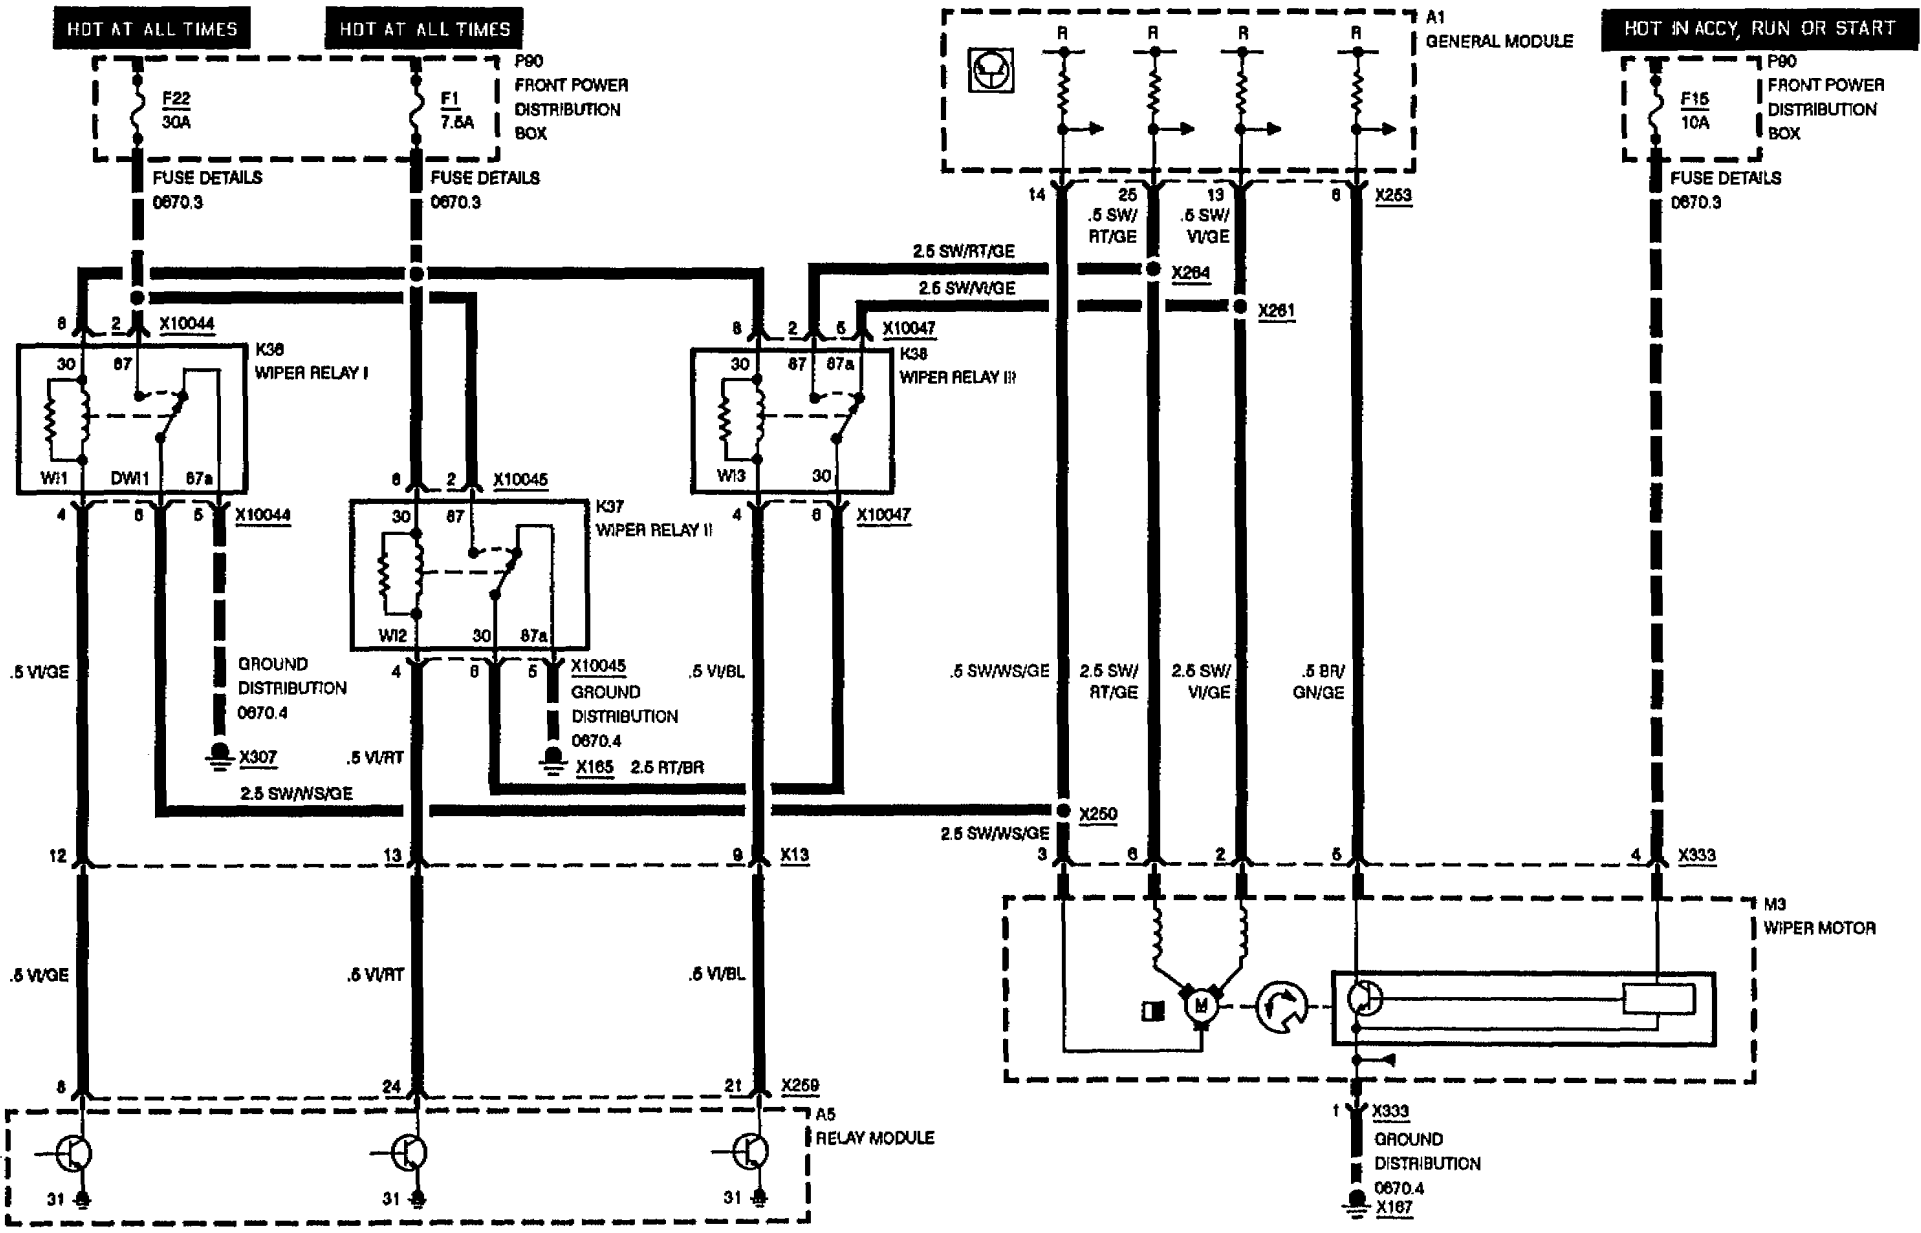 HOT AT ALL TIMES
HOT AT ALL TIMES
A1
GENERAL MODULE
HOT IN ACCY, RUN OR START
R R R R
P90
FRONT POWER
DISTRIBUTION
BOX
F22
30A
F1
7.5A
P90
FRONT POWER
DISTRIBUTION
BOX
F15
10A
FUSE DETAILS
0670.3
FUSE DETAILS
0670.3
FUSE DETAILS
0670.3
14 25 13 6 X253
.5 SW/
RT/GE
.5 SW/
VI/GE
2.5 SW/RT/GE
X264
2.5 SW/VI/GE
X261
8 2 X10044
8 2 6 X10047
30 87
K36
WIPER RELAY I
30 87 87a
K38
WIPER RELAY III
WI1 DWI1 87a
WI3 30
4 6 5 X10044
4 6 X10047
8 2 X10045
30 87
K37
WIPER RELAY II
WI2 30 87a
4 6 5 X10045
.5 VI/GE
GROUND
DISTRIBUTION
0670.4
X307
GROUND
DISTRIBUTION
0670.4
X165
.5 VI/RT
2.5 RT/BR
.5 VI/BL
.5 SW/WS/GE
2.5 SW/
RT/GE
2.5 SW/
VI/GE
.5 BR/
GN/GE
2.5 SW/WS/GE
X250
2.5 SW/WS/GE
12 13 9 X13
3 6 2 5 4 X333
M3
WIPER MOTOR
.5 VI/GE
.5 VI/RT
.5 VI/BL
M
8 24 21 X259
A5
RELAY MODULE
31 31 31
1 X333
GROUND
DISTRIBUTION
0670.4
X167